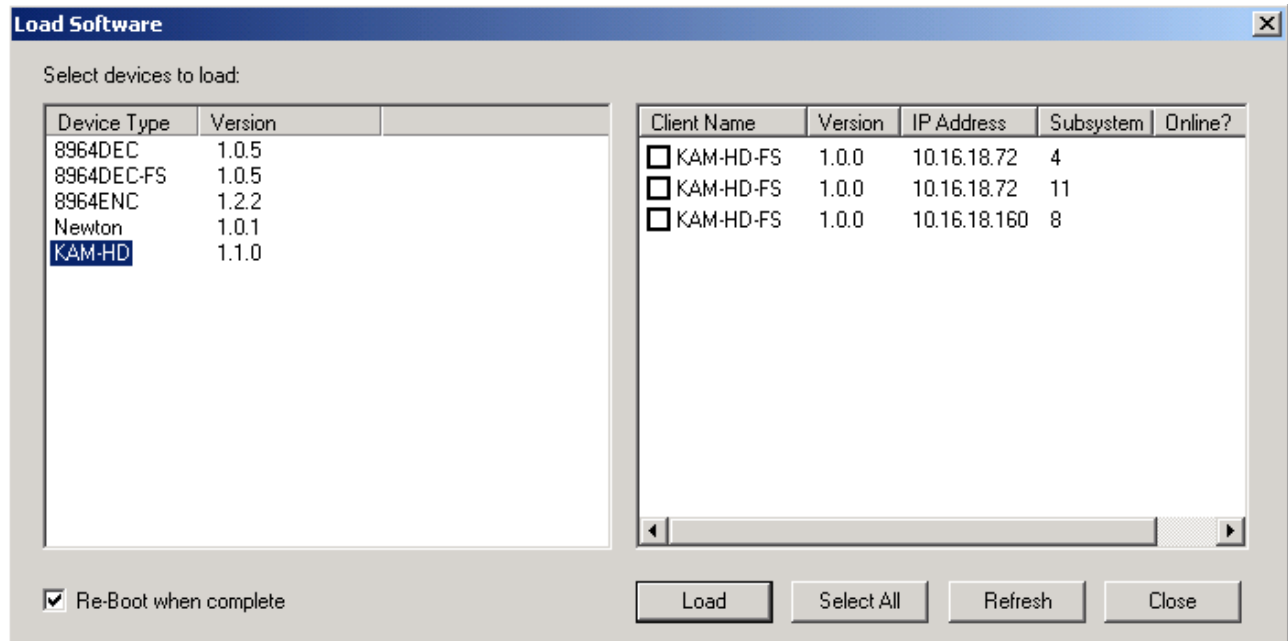 Load Software
Select devices to load:
Device Type Version
8964DEC 1.0.5
8964DEC-FS 1.0.5
8964ENC 1.2.2
Newton 1.0.1
KAM-HD 1.1.0
Client Name Version IP Address Subsystem Online?
KAM-HD-FS 1.0.0 10.16.18.72 4
KAM-HD-FS 1.0.0 10.16.18.72 11
KAM-HD-FS 1.0.0 10.16.18.160 8
Re-Boot when complete
Load Select All Refresh Close